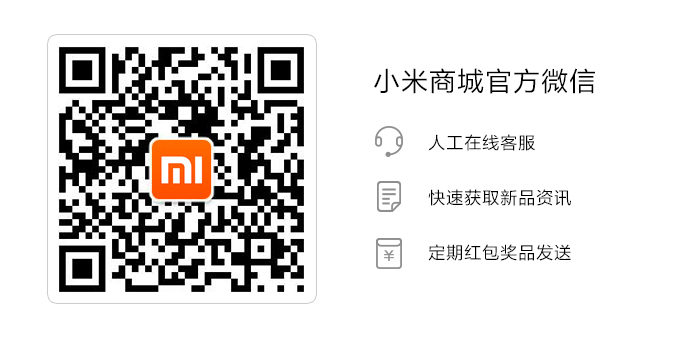 小米商城官方微信
人工在线客服
快速获取新品资讯
¥
定期红包奖品发送